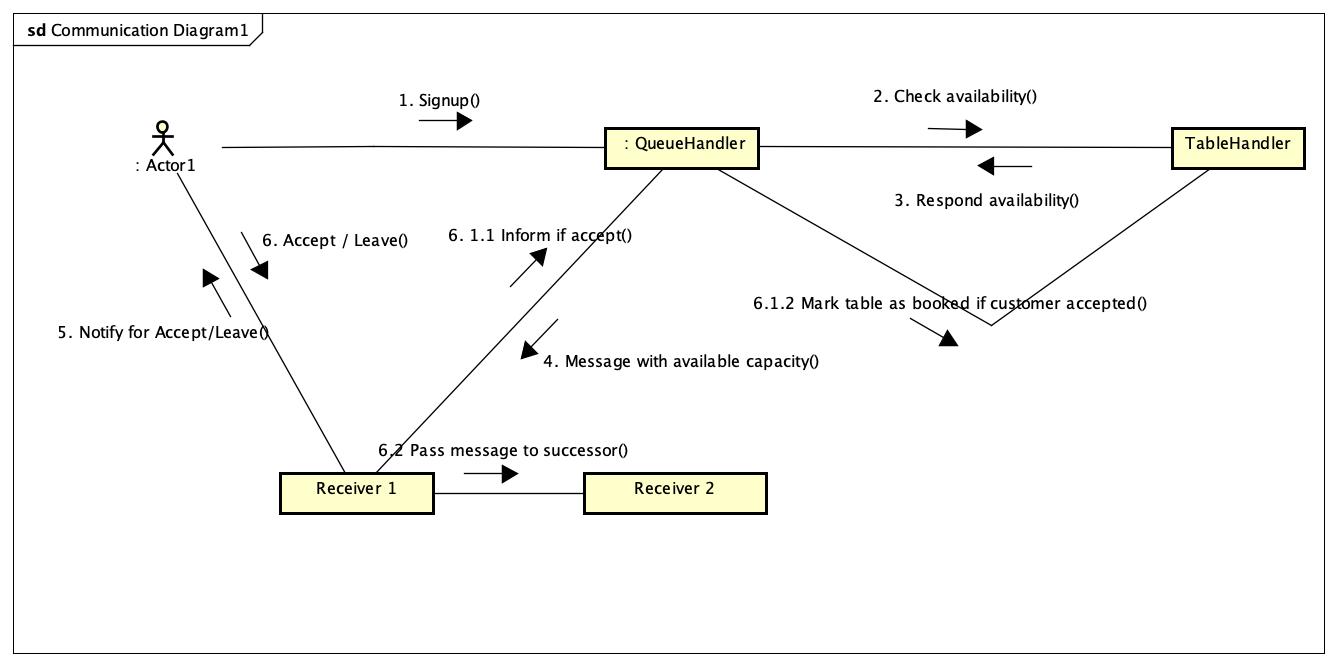 sd Communication Diagram1
1. Signup()
2. Check availability()
: Actor1
: QueueHandler
TableHandler
3. Respond availability()
6. Accept / Leave()
6. 1.1 Inform if accept()
5. Notify for Accept/Leave()
6.1.2 Mark table as booked if customer accepted()
4. Message with available capacity()
6.2 Pass message to successor()
Receiver 1
Receiver 2